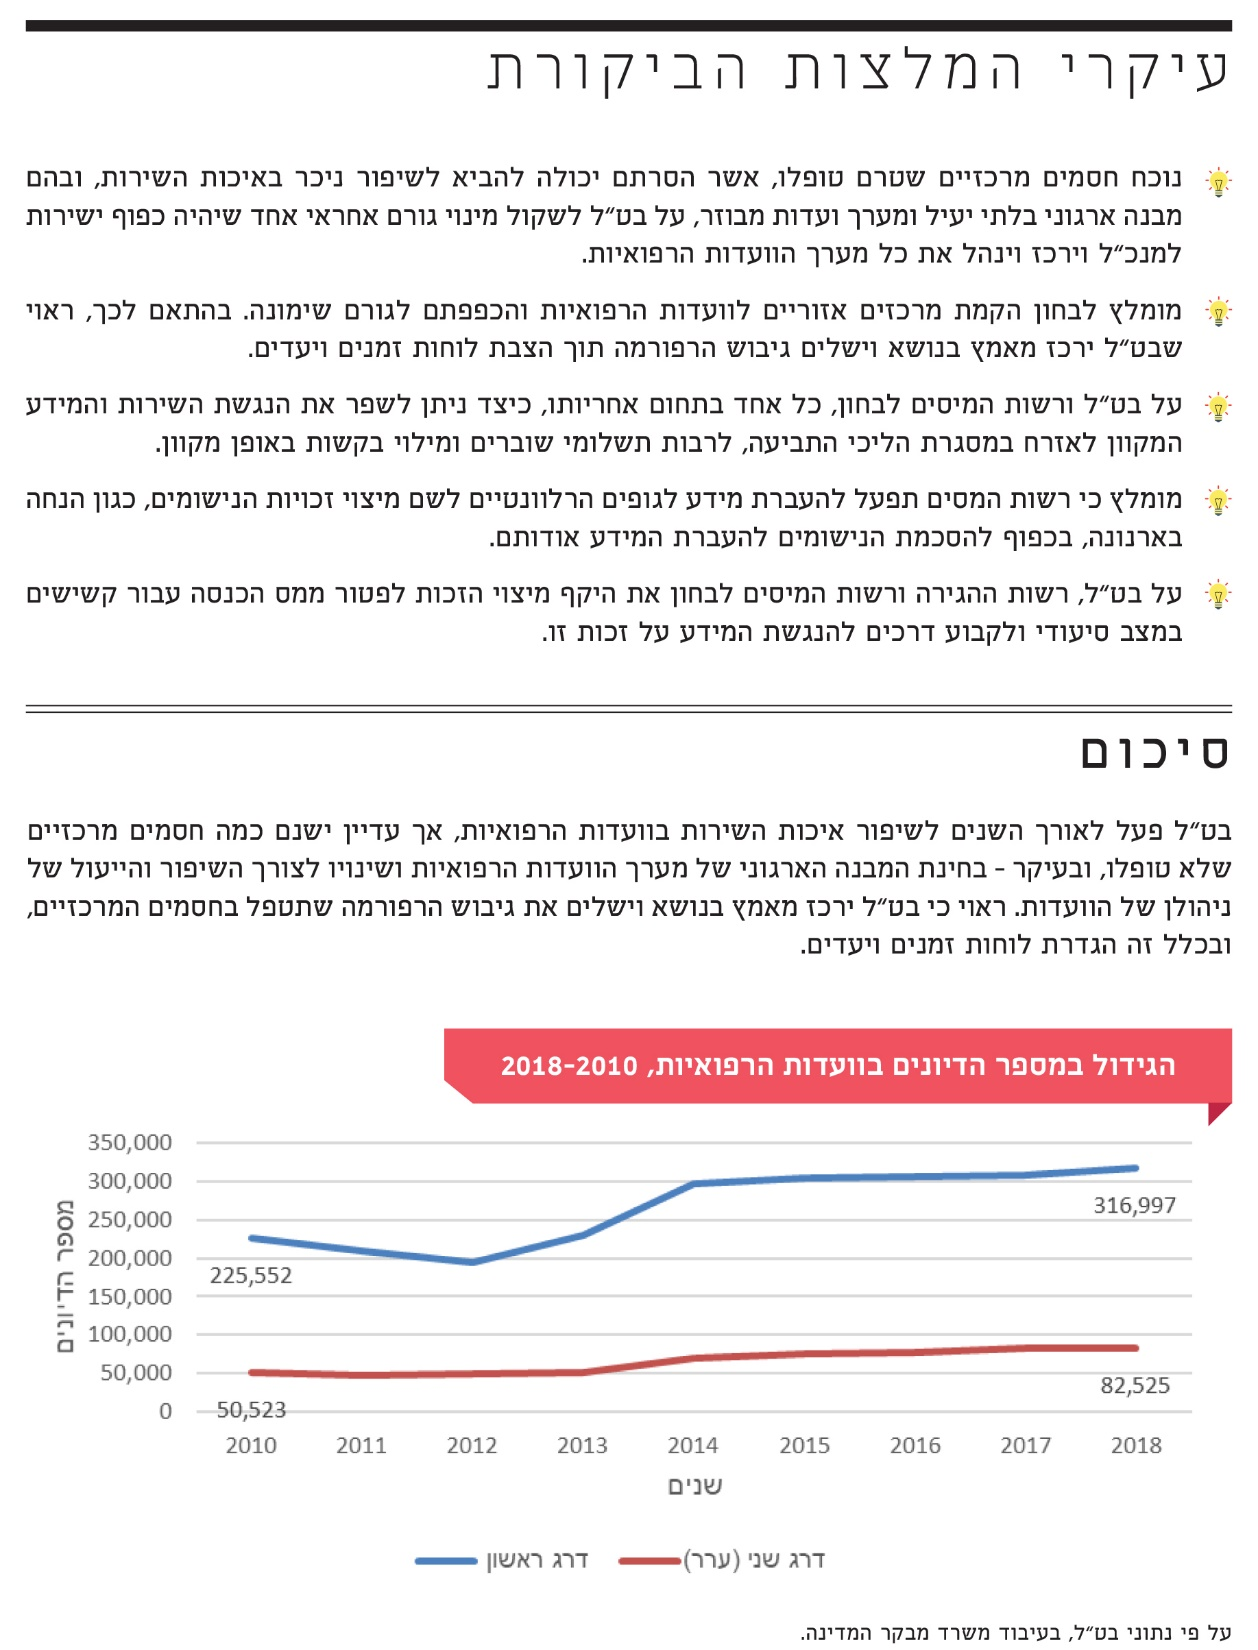 עיקרי המלצות הביקורת
נוכח חסמים מרכזיים שטרם טופלו, אשר הסרתם יכולה להביא לשיפור ניכר באיכות השירות, ובהם
מבנה ארגוני בלתי יעיל ומערך ועדות מבוזר, על בט"ל לשקול מינוי גורם אחראי אחד שיהיה כפוף ישירות
למנכ"ל וירכז וינהל את כל מערך הוועדות הרפואיות.
מומלץ לבחון הקמת מרכזים אזוריים לוועדות הרפואיות והכפפתם לגורם שימונה. בהתאם לכך, ראוי
שבט"ל ירכז מאמץ בנושא וישלים גיבוש הרפורמה תוך הצבת לוחות זמנים ויעדים.
על בט"ל ורשות המיסים לבחון, כל אחד בתחום אחריותו, כיצד ניתן לשפר את הנגשת השירות והמידע
המקוון לאזרח במסגרת הליכי התביעה, לרבות תשלומי שוברים ומילוי בקשות באופן מקוון.
מומלץ כי רשות המסים תפעל להעברת מידע לגופים הרלוונטיים לשם מיצוי זכויות הנישומים, כגון הנחה
בארנונה, בכפוף להסכמת הנישומים להעברת המידע אודותם.
על בט"ל, רשות ההגירה ורשות המיסים לבחון את היקף מיצוי הזכות לפטור ממס הכנסה עבור קשישים
במצב סיעודי ולקבוע דרכים להנגשת המידע על זכות זו.
סיכום
בט"ל פעל לאורך השנים לשיפור איכות השירות בוועדות הרפואיות, אך עדיין ישנם כמה חסמים מרכזיים
שלא טופלו, ובעיקר - בחינת המבנה הארגוני של מערך הוועדות הרפואיות ושינויו לצורך השיפור והייעול של
ניהולן של הוועדות. ראוי כי בט"ל ירכז מאמץ בנושא וישלים את גיבוש הרפורמה שתטפל בחסמים המרכזיים,
ובכלל זה הגדרת לוחות זמנים ויעדים.
הגידול במספר הדיונים בוועדות הרפואיות, 2018-2010
מספר הדיונים
350,000
300,000
250,000
200,000
150,000
100,000
50,000
0
316,997
225,552
82,525
50,523
2010 2011 2012 2013 2014 2015 2016 2017 2018
שנים
דרג ראשון דרג שני (ערר)
על פי נתוני בט"ל, בעיבוד משרד מבקר המדינה.